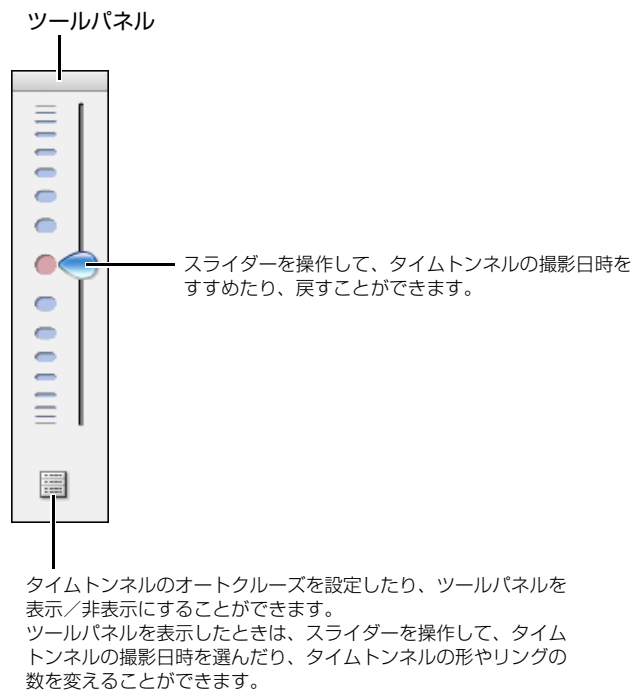 ツールパネル
スライダーを操作して、タイムトンネルの撮影日時を
すすめたり、戻すことができます。
タイムトンネルのオートクルーズを設定したり、ツールパネルを
表示／非表示にすることができます。
ツールパネルを表示したときは、スライダーを操作して、タイム
トンネルの撮影日時を選んだり、タイムトンネルの形やリングの
数を変えることができます。